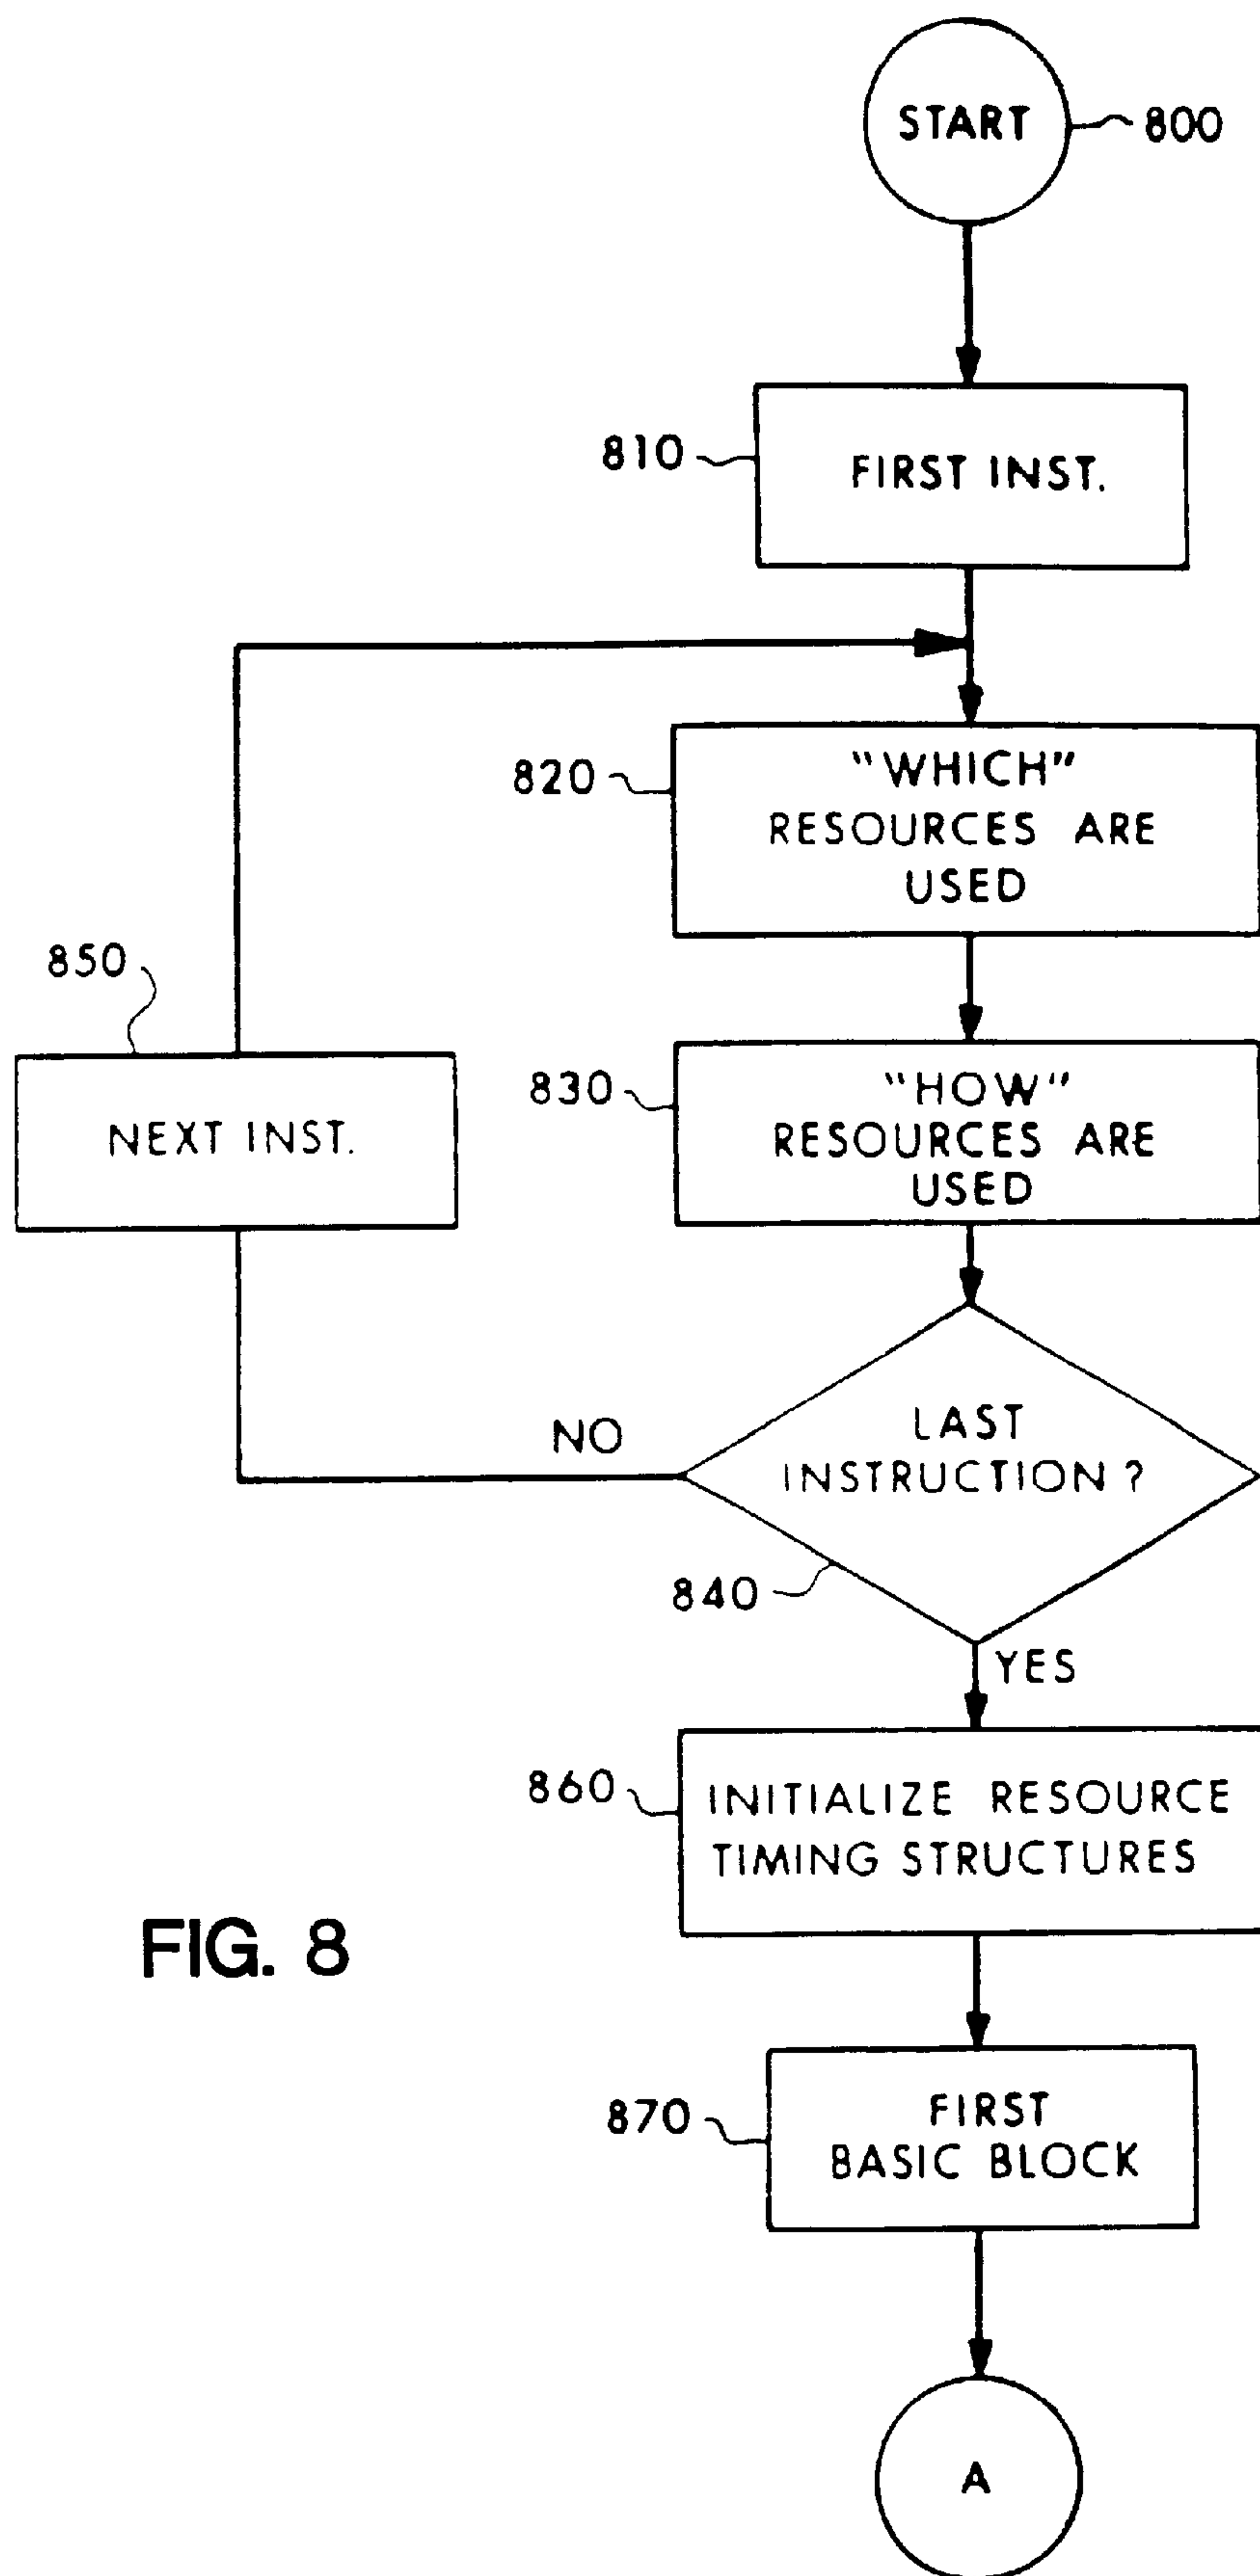 START
800
810
FIRST INST.
820
"WHICH"
RESOURCES ARE
USED
850
NEXT INST.
830
"HOW"
RESOURCES ARE
USED
NO
LAST
INSTRUCTION ?
840
YES
860
INITIALIZE RESOURCE
TIMING STRUCTURES
FIG. 8
870
FIRST
BASIC BLOCK
A